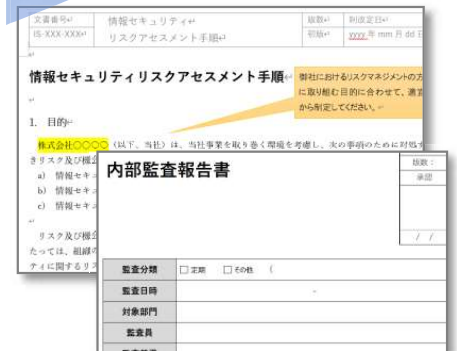 文書番号
情報セキュリティ
版数
制改定日
IS-XXX-XXX
リスクアセスメント手順
初版
yyyy 年 mm 月 dd
情報セキュリティリスクアセスメント手順
御社におけるリスクマネジメントの方
に取り組む目的に合わせて、適宜
から制定してください。
1. 目的
株式会社〇〇〇〇（以下、当社）は、当社事業を取り巻く環境を考慮し、次の事項のために対処す
きリスク及び機会
a) 情報セキュ
b) 情報セキュ
c) 情報セキュ
リスク及び機会
たっては、組織の
ティに関するリス
内部監査報告書
版数：
承認
/ /
監査分類
□ 定期 □ その他 （
監査日時
-
対象部門
監査員